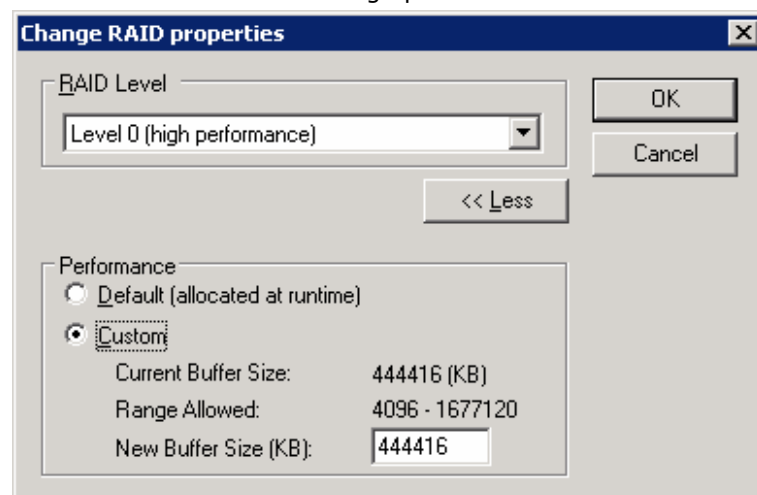 Change RAID properties
RAID Level
Level 0 (high performance)
OK
Cancel
<< Less
Performance
Default (allocated at runtime)
Custom
Current Buffer Size: 444416 (KB)
Range Allowed: 4096 - 1677120
New Buffer Size (KB): 444416